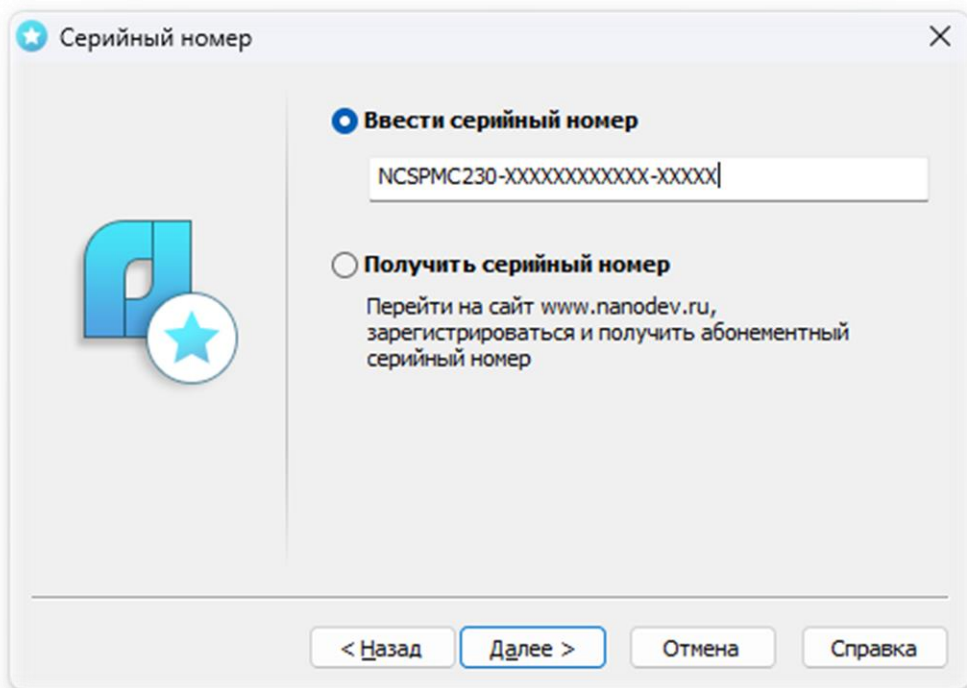 Серийный номер
Ввести серийный номер
NCSPMC230-XXXXXXXXXXXX-XXXXX
Получить серийный номер
Перейти на сайт www.nanodev.ru,
зарегистрироваться и получить абонементный
серийный номер
< Назад
Далее >
Отмена
Справка